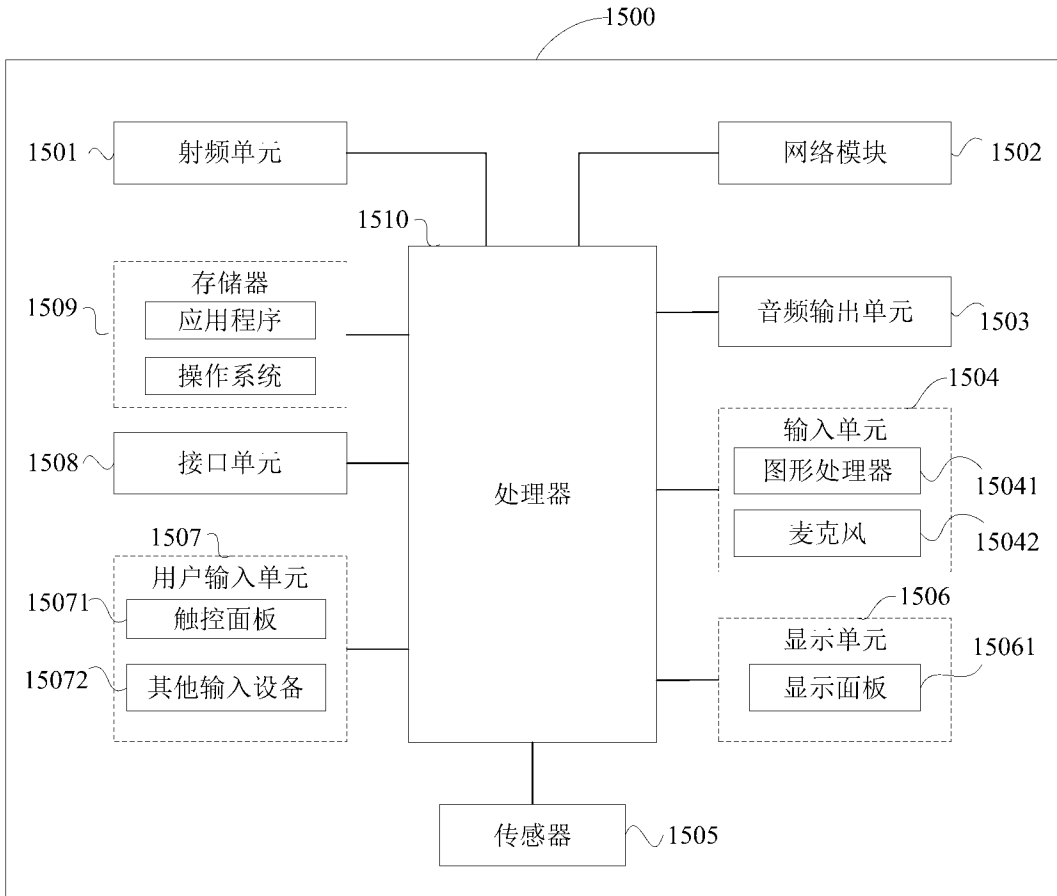 1500
1501
射频单元
网络模块
1502
1510
存储器
1509
应用程序
操作系统
音频输出单元
1503
1504
1508
接口单元
处理器
输入单元
图形处理器
15041
麦克风
15042
1507
用户输入单元
15071
触控面板
15072
其他输入设备
1506
显示单元
15061
显示面板
传感器
1505